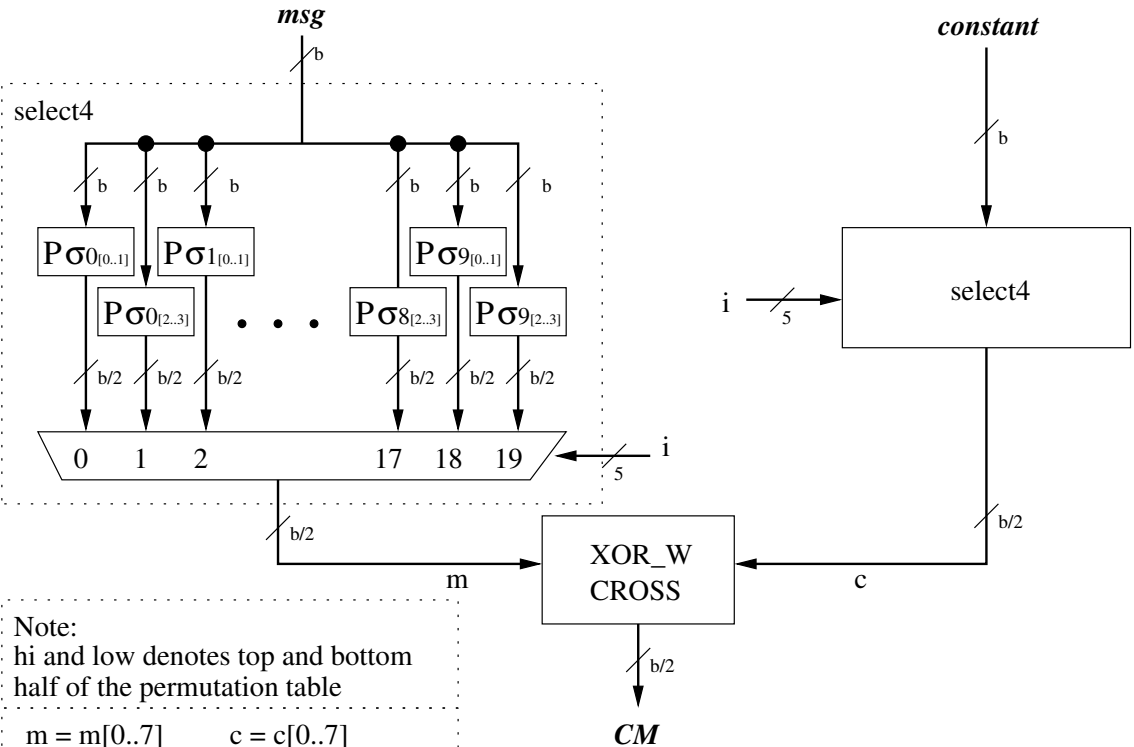 msg
constant
b
select4
b
b b b b b b
Pσ0[0..1] Pσ1[0..1] Pσ9[0..1]
select4
i
5
Pσ0[2..3] • • • Pσ8[2..3] Pσ9[2..3]
b/2 b/2 b/2 b/2 b/2 b/2
0 1 2 17 18 19
i
5
b/2
b/2
XOR_W
CROSS
m
c
Note:
hi and low denotes top and bottom
half of the permutation table
b/2
m = m[0..7] c = c[0..7]
CM